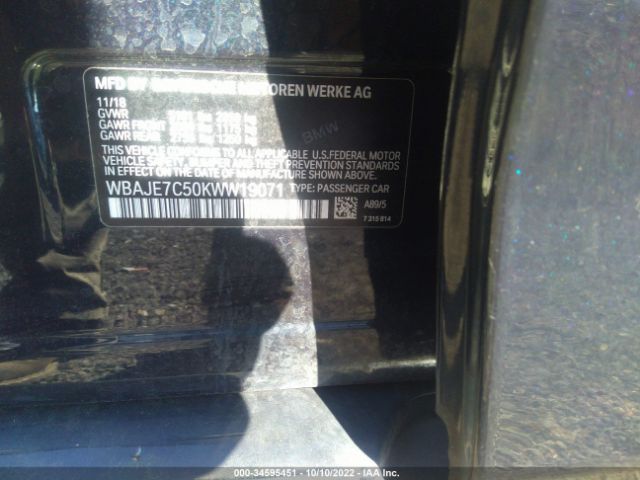 MFD BY MOTOREN WERKE AG
11/18
GVWR
GAWR FRONT
GAWR REAR
BMW
THIS VEHICLE CONFORMS TO ALL APPLICABLE U.S.FEDERAL MOTOR
VEHICLE SAFETY, BUMPER, AND THEFT PREVENTION STANDARDS
IN EFFECT ON THE DATE OF MANUFACTURE SHOWN ABOVE.
WBAJE7C50KWW19071 TYPE: PASSENGER CAR
A89/5
7 315 814
000-34595451 - 10/10/2022 - IAA Inc.